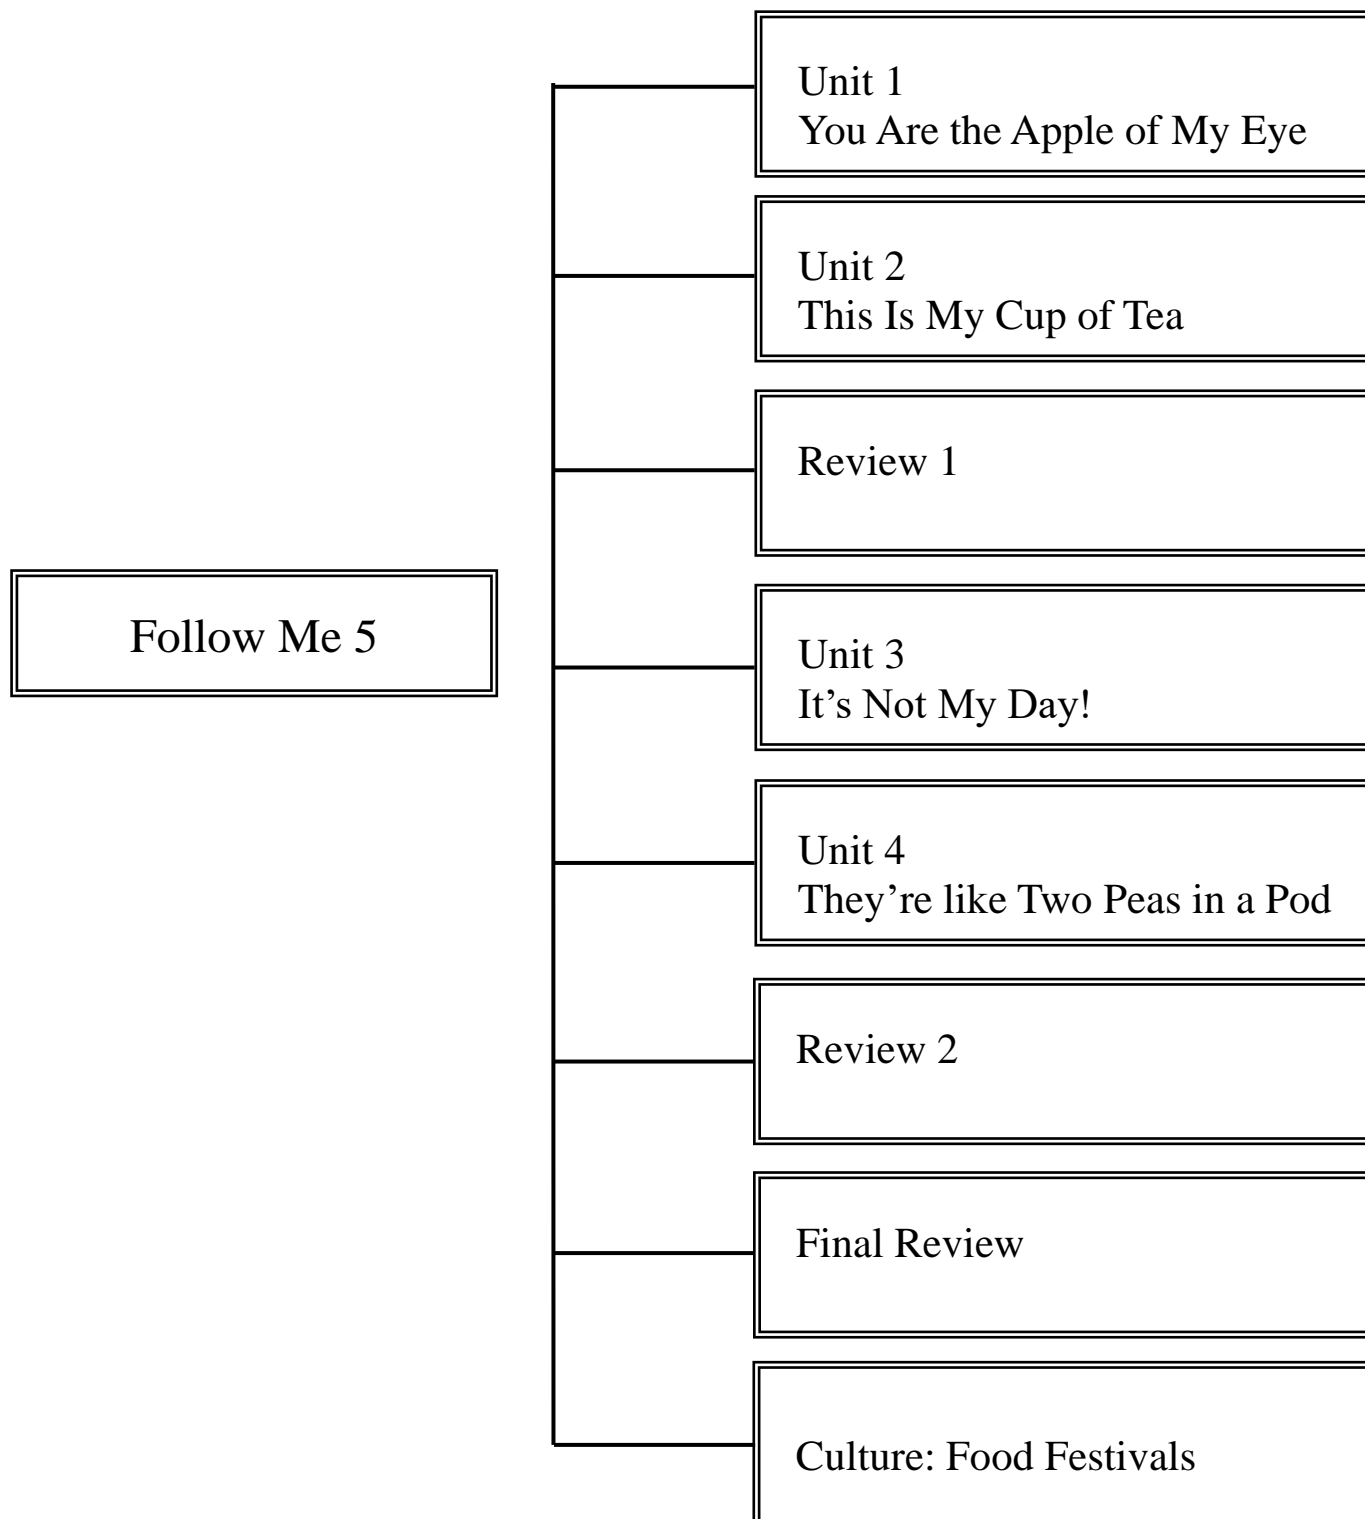 Follow Me 5
Unit 1
You Are the Apple of My Eye
Unit 2
This Is My Cup of Tea
Review 1
Unit 3
It’s Not My Day!
Unit 4
They’re like Two Peas in a Pod
Review 2
Final Review
Culture: Food Festivals